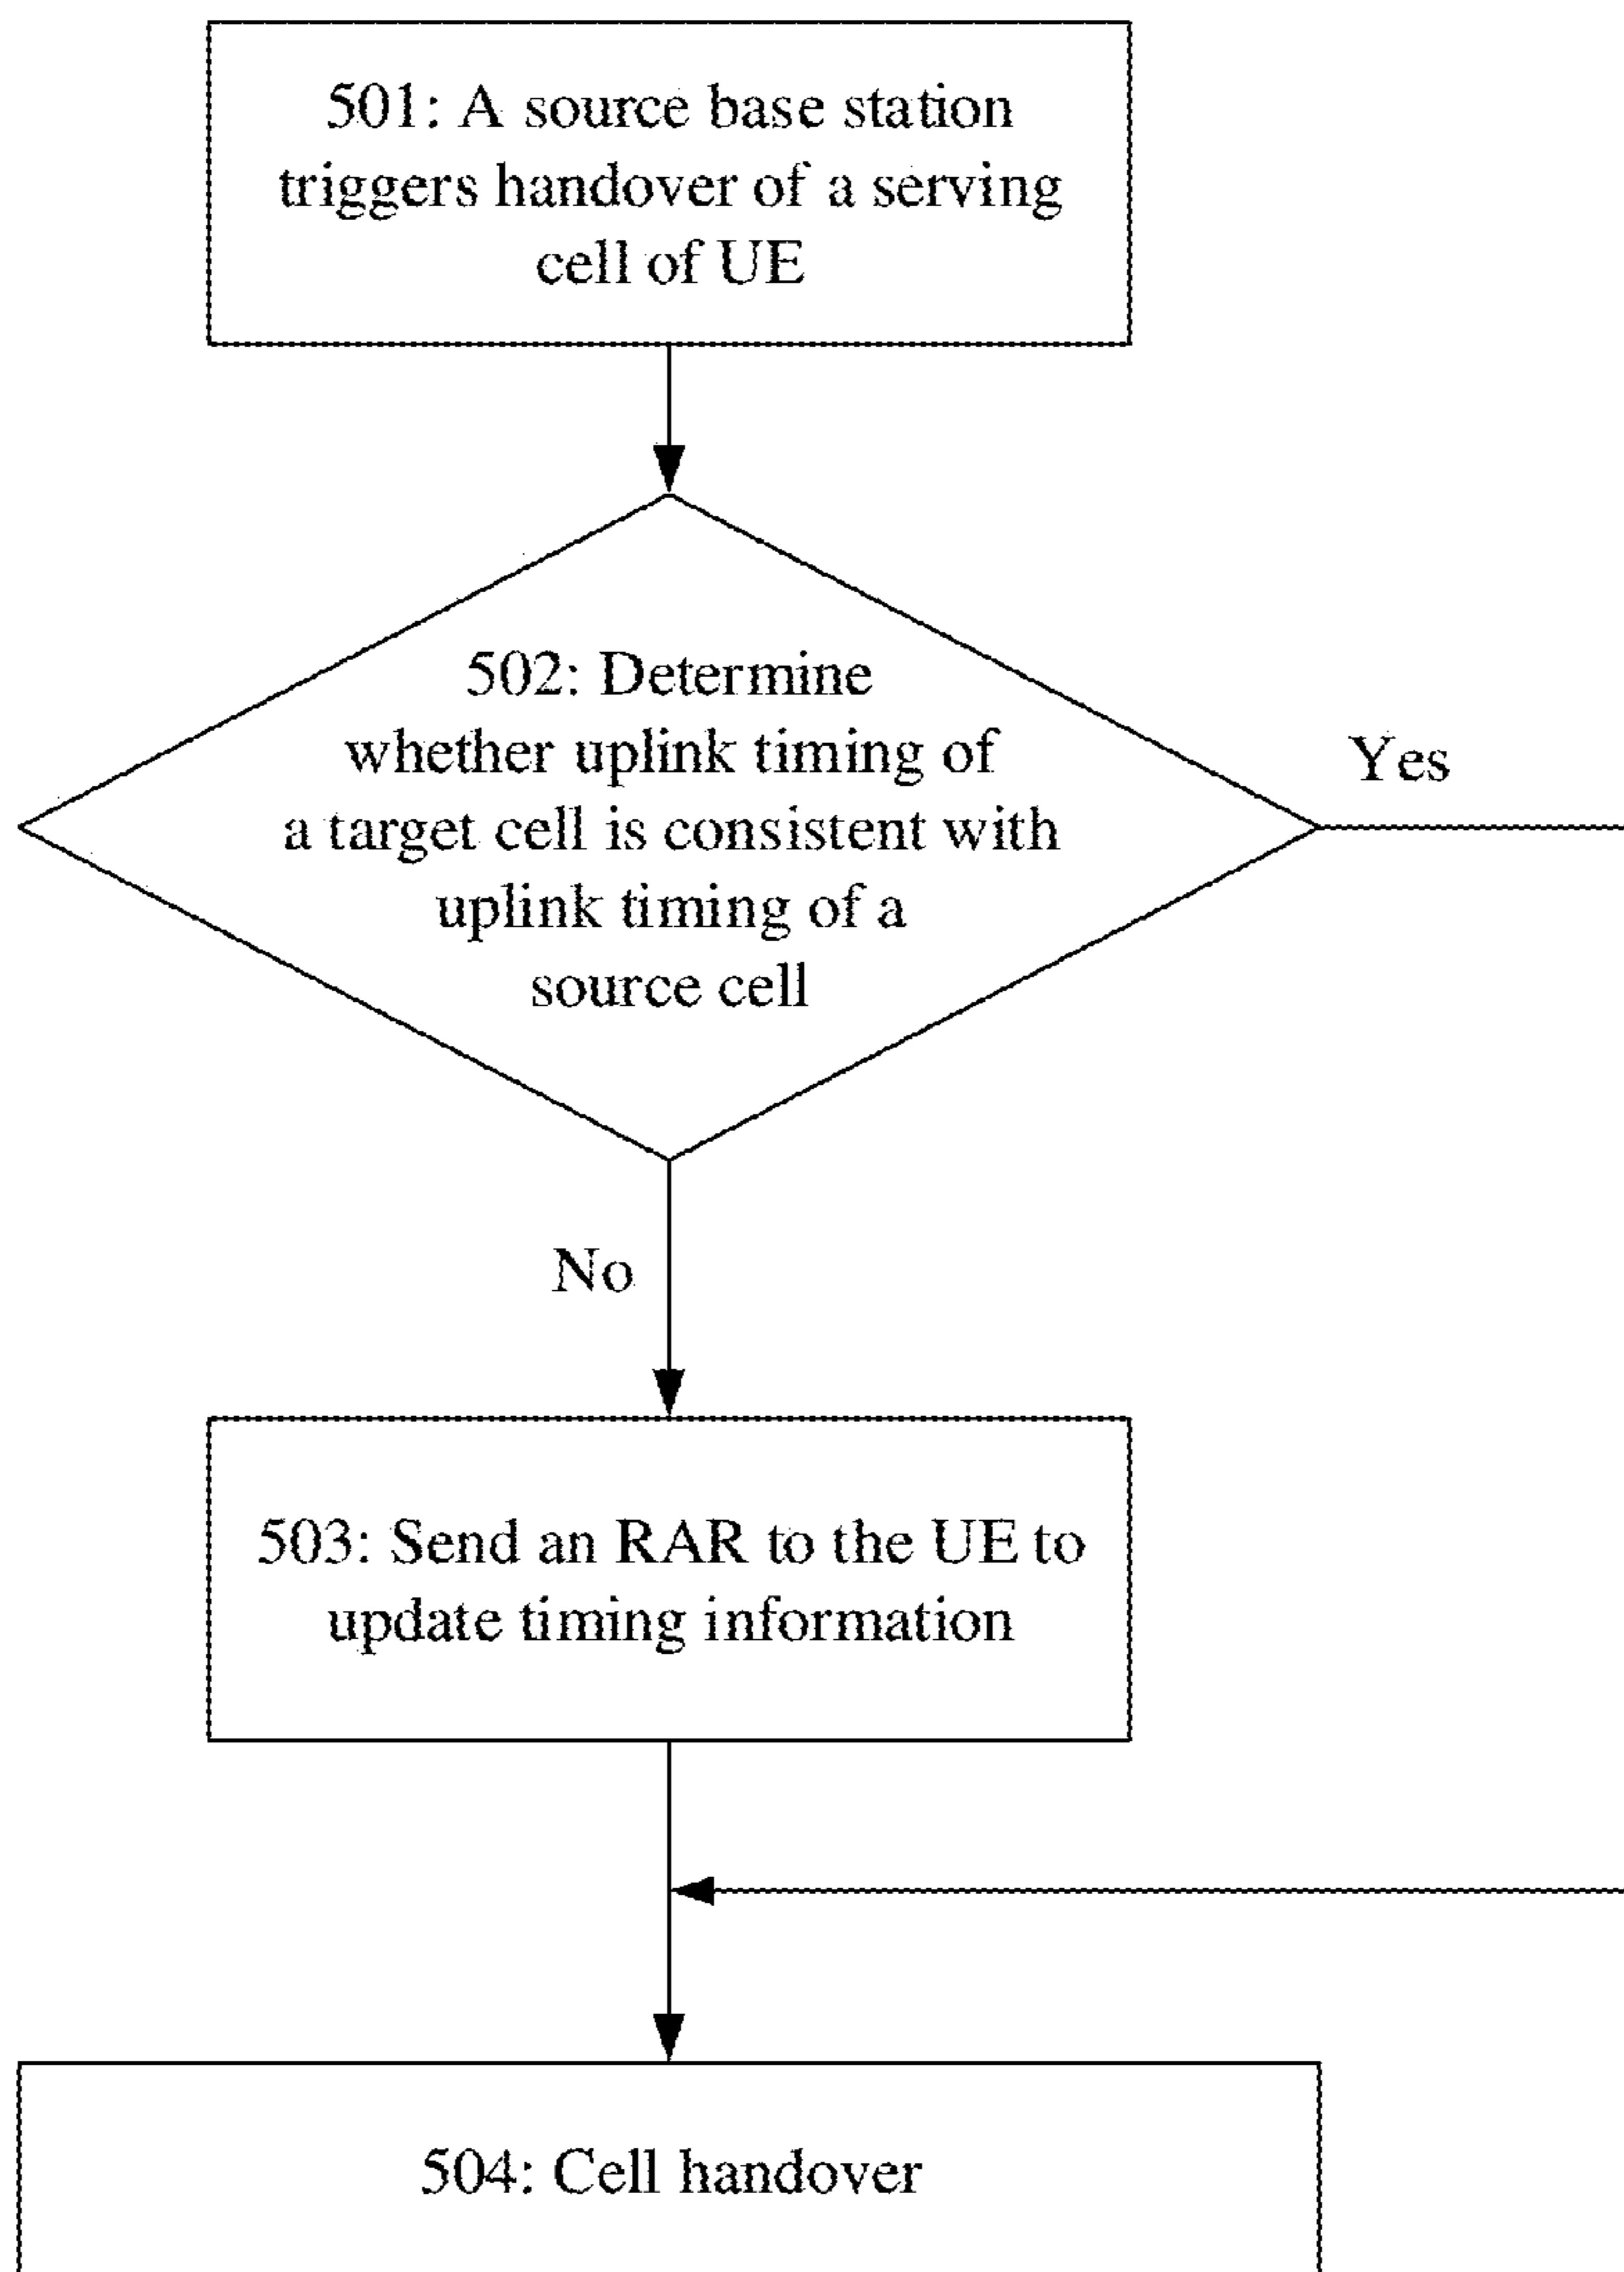 501: A source base station
triggers handover of a serving
cell of UE
502: Determine
whether uplink timing of
a target cell is consistent with
uplink timing of a
source cell
Yes
No
503: Send an RAR to the UE to
update timing information
504: Cell handover